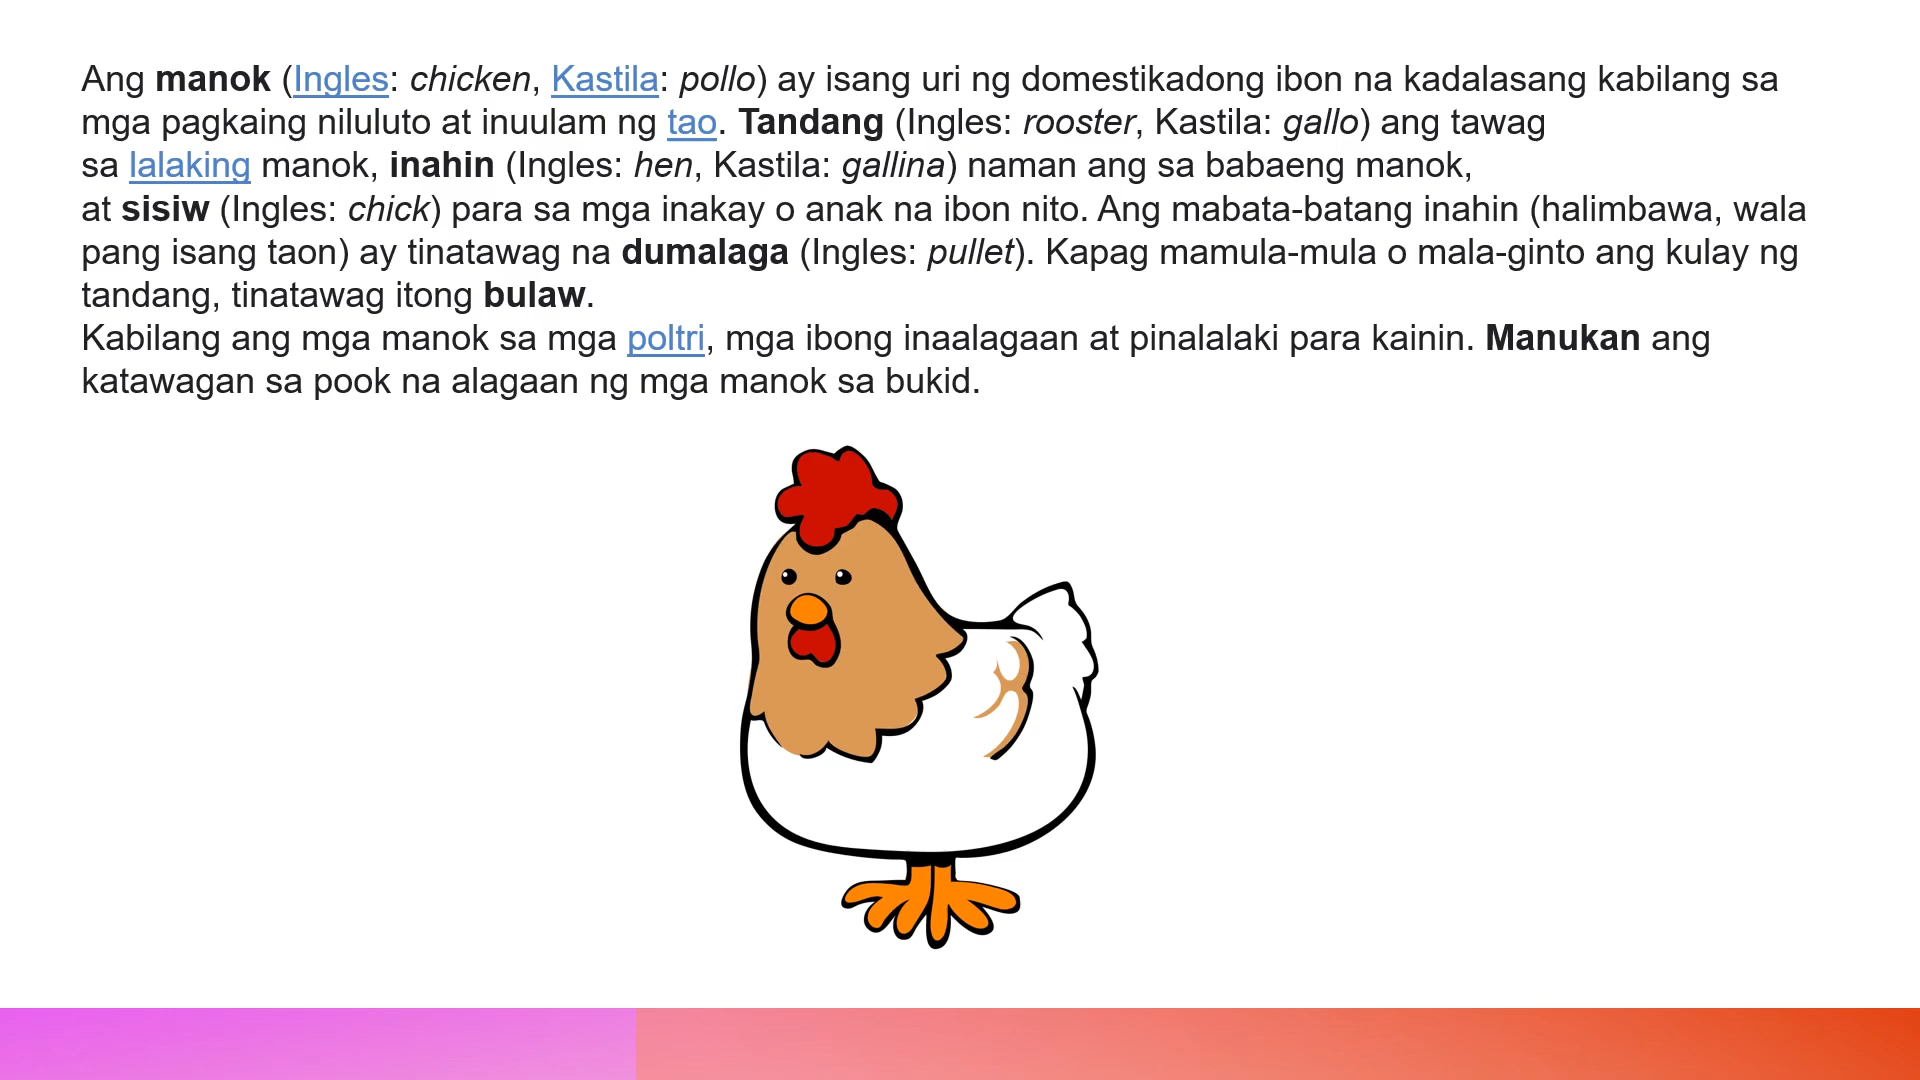 Ang manok (Ingles: chicken, Kastila: pollo) ay isang uri ng domestikadong ibon na kadalasang kabilang sa
mga pagkaing niluluto at inuulam ng tao. Tandang (Ingles: rooster, Kastila: gallo) ang tawag
sa lalaking manok, inahin (Ingles: hen, Kastila: gallina) naman ang sa babaeng manok,
at sisiw (Ingles: chick) para sa mga inakay o anak na ibon nito. Ang mabata-batang inahin (halimbawa, wala
pang isang taon) ay tinatawag na dumalaga (Ingles: pullet). Kapag mamula-mula o mala-ginto ang kulay ng
tandang, tinatawag itong bulaw.
Kabilang ang mga manok sa mga poltri, mga ibong inaalagaan at pinalalaki para kainin. Manukan ang
katawagan sa pook na alagaan ng mga manok sa bukid.